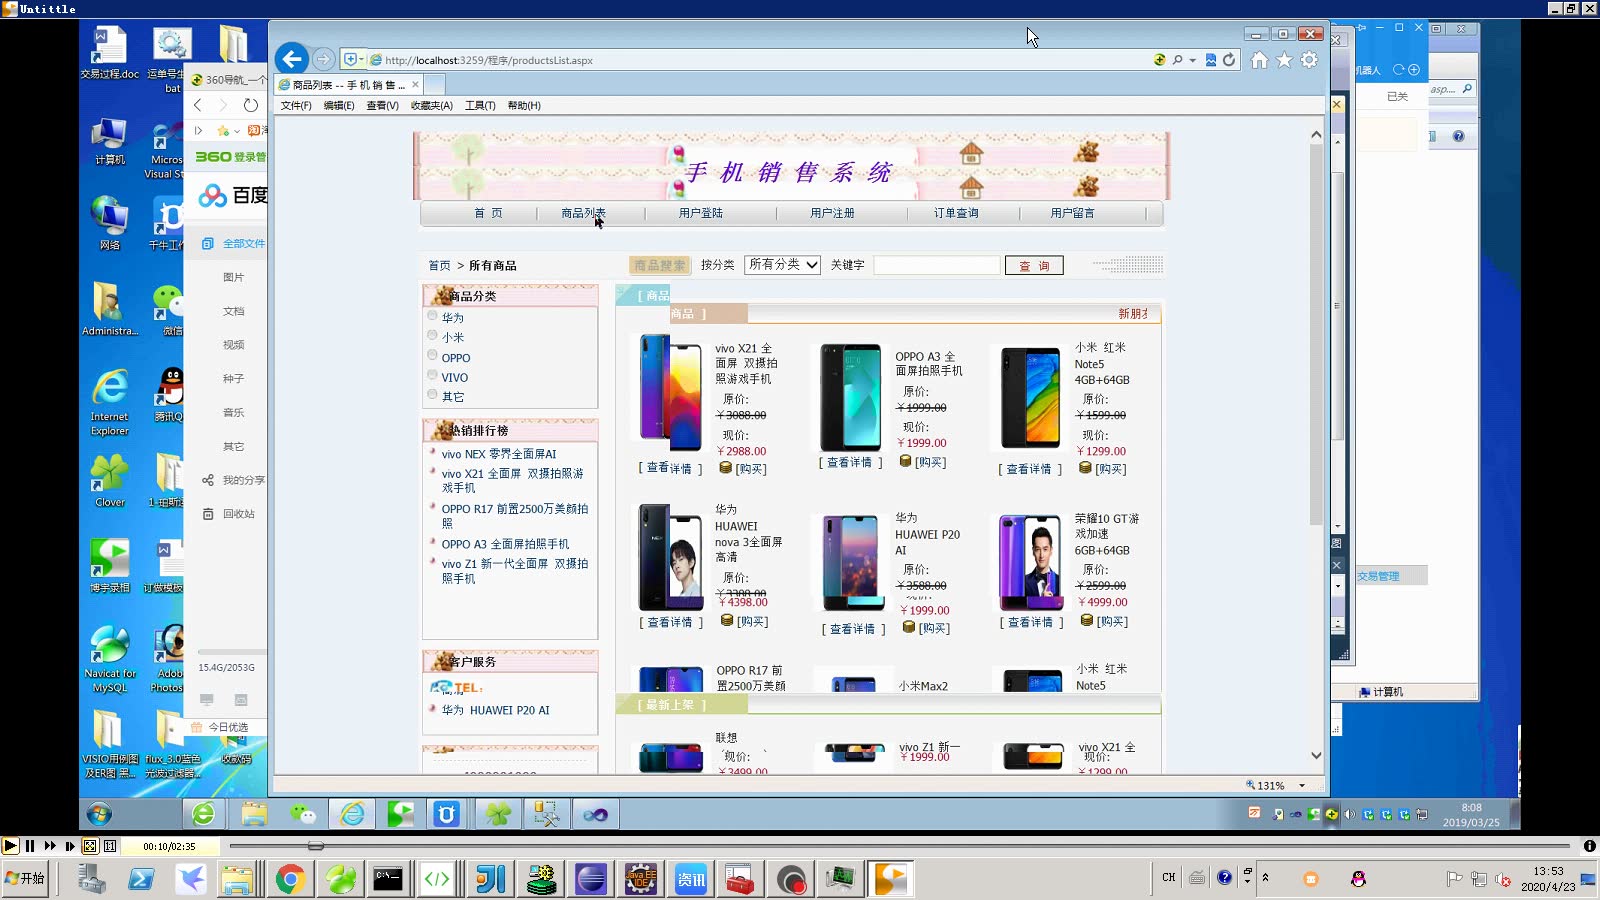 Untittle
交易过程.doc
运单号生
bat
计算机
Micros
Visual St
网络
千牛工作
Administra...
微信
Internet
Explorer
腾讯Q
Clover
博宇录相
订做模板
Navicat for
MySQL
Adob
Photos
VISIO用例图
及ER图 黑...
flux_3.0蓝色
光波过滤器...
收款码
360导航_一个
360 登录管
百度
全部文件
图片
文档
视频
种子
音乐
其它
我的分享
回收站
15.4G/2053G
今日优选
http://localhost:3259/程序/productsList.aspx
商品列表 -- 手 机 销 售 ...
文件(F) 编辑(E) 查看(V) 收藏夹(A) 工具(T) 帮助(H)
手 机 销 售 系 统
首 页
商品列表
用户登陆
用户注册
订单查询
用户留言
首页 > 所有商品
商品搜索 按分类 所有分类 关键字 查 询
商品分类
华为
小米
OPPO
VIVO
其它
热销排行榜
vivo NEX 零界全面屏AI
vivo X21 全面屏 双摄拍照游
戏手机
OPPO R17 前置2500万美颜拍
照
OPPO A3 全面屏拍照手机
vivo Z1 新一代全面屏 双摄拍
照手机
客户服务
TEL:
华为 HUAWEI P20 AI
[ 商品
商品 ]
新朋
vivo X21 全
面屏 双摄拍
照游戏手机
原价:
￥3088.00
现价:
￥2988.00
[ 查看详情 ] [购买]
OPPO A3 全
面屏拍照手机
原价:
￥1999.00
现价:
￥1999.00
[ 查看详情 ] [购买]
小米 红米
Note5
4GB+64GB
原价:
￥1599.00
现价:
￥1299.00
[ 查看详情 ] [购买]
华为
HUAWEI
nova 3全面屏
高清
原价:
￥3388.00
￥4398.00
[ 查看详情 ] [购买]
华为
HUAWEI P20
AI
原价:
￥3588.00
￥1999.00
[ 查看详情 ] [购买]
荣耀10 GT游
戏加速
6GB+64GB
原价:
￥2599.00
￥4999.00
[ 查看详情 ] [购买]
OPPO R17 前
置2500万美颜
小米Max2
小米 红米
Note5
[ 最新上架 ]
联想
现价:
￥3499.00
vivo Z1 新一
￥1999.00
vivo X21 全
现价:
￥1299.00
131%
机器人
已关
asp...
图
交易管理
计算机
8:08
2019/03/25
00:10/02:35
开始
资讯
CH
13:53
2020/4/23